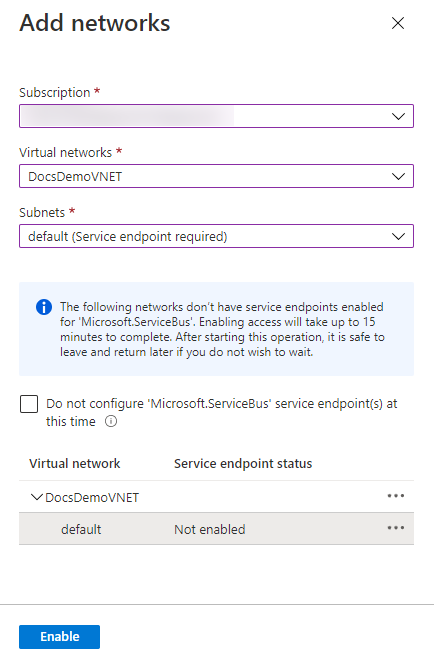 Add networks
Subscription *
Virtual networks *
DocsDemoVNET
Subnets *
default (Service endpoint required)
The following networks don't have service endpoints enabled
for 'Microsoft.ServiceBus'. Enabling access will take up to 15
minutes to complete. After starting this operation, it is safe to
leave and return later if you do not wish to wait.
Do not configure 'Microsoft.ServiceBus' service endpoint(s) at
this time
Virtual network Service endpoint status
DocsDemoVNET
default Not enabled
Enable